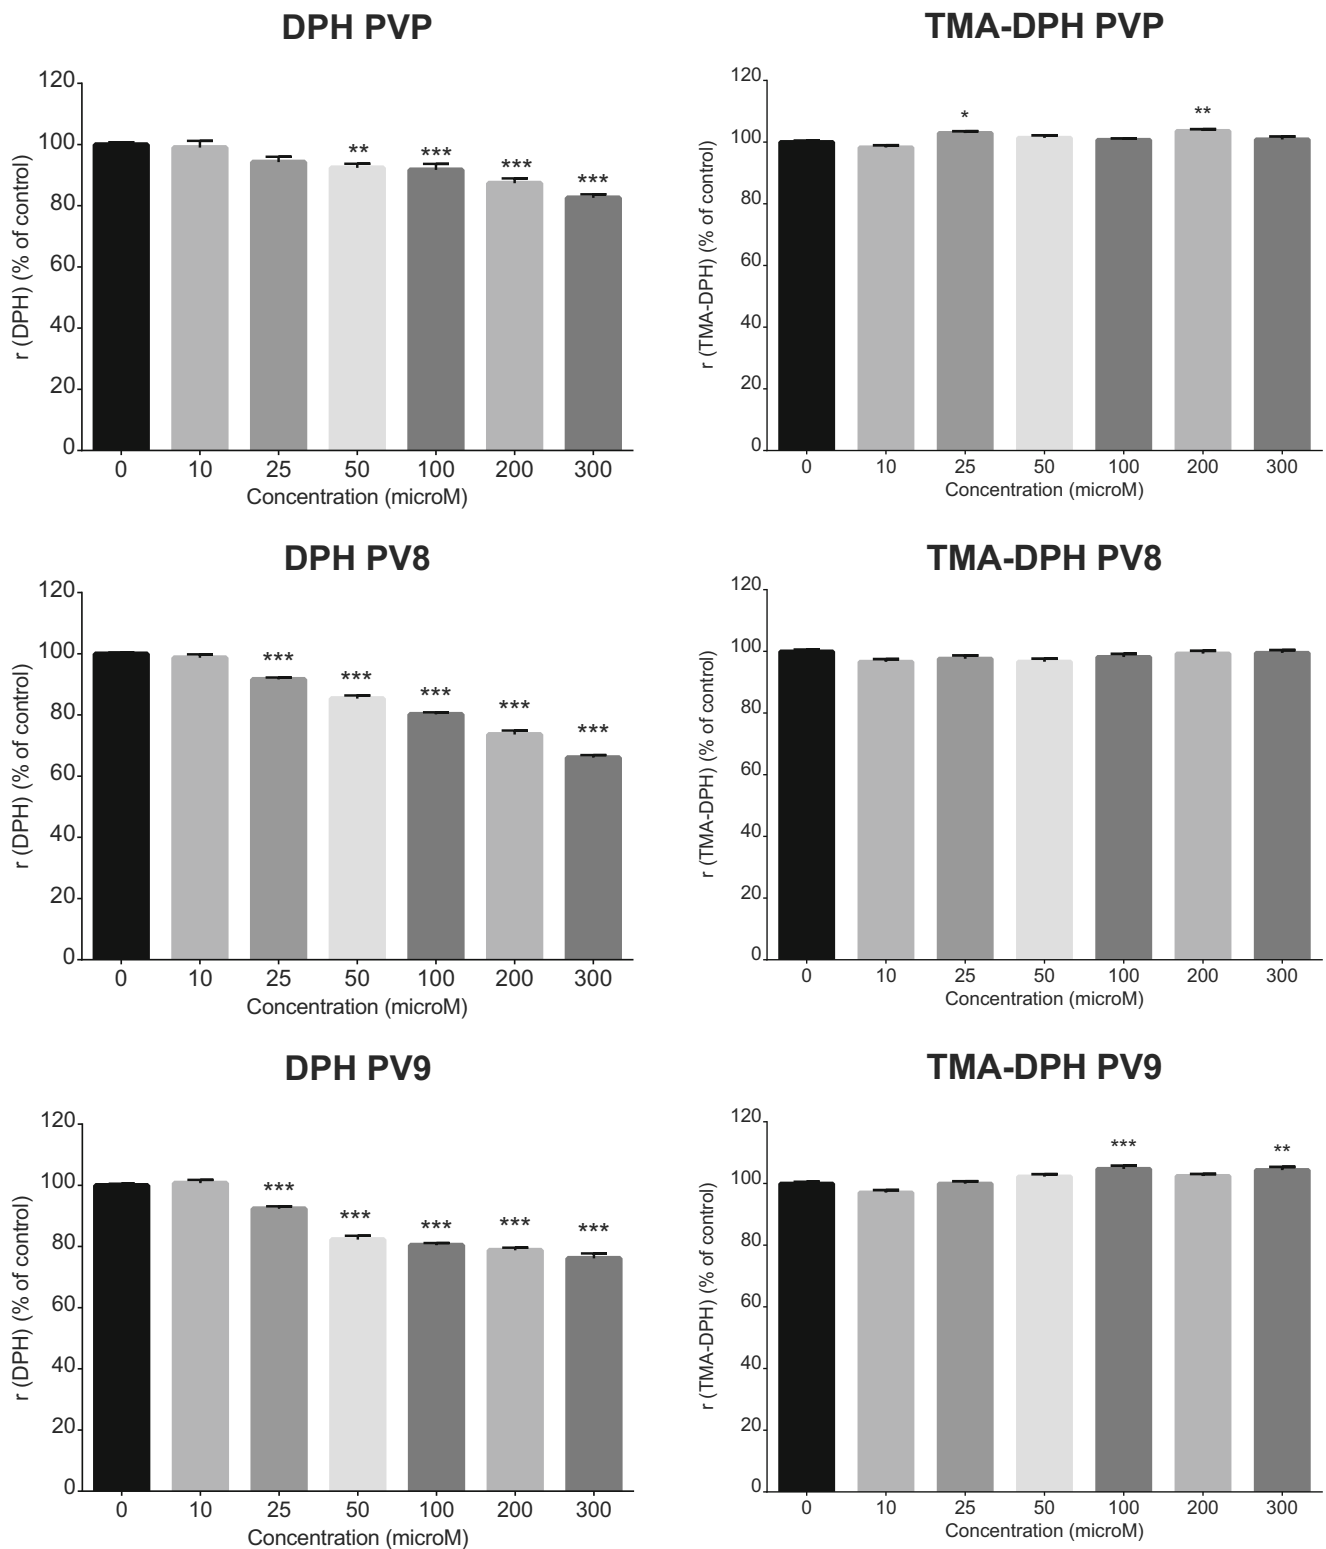 DPH PVP
r (DPH) (% of control)
120
100
80
60
40
20
0
** *** *** ***
0 10 25 50 100 200 300
Concentration (microM)
TMA-DPH PVP
r (TMA-DPH) (% of control)
120
100
80
60
40
20
0
* **
0 10 25 50 100 200 300
Concentration (microM)
DPH PV8
r (DPH) (% of control)
120
100
80
60
40
20
0
*** *** *** *** ***
0 10 25 50 100 200 300
Concentration (microM)
TMA-DPH PV8
r (TMA-DPH) (% of control)
120
100
80
60
40
20
0
0 10 25 50 100 200 300
Concentration (microM)
DPH PV9
r (DPH) (% of control)
120
100
80
60
40
20
0
*** *** *** *** ***
0 10 25 50 100 200 300
Concentration (microM)
TMA-DPH PV9
r (TMA-DPH) (% of control)
120
100
80
60
40
20
0
*** **
0 10 25 50 100 200 300
Concentration (microM)